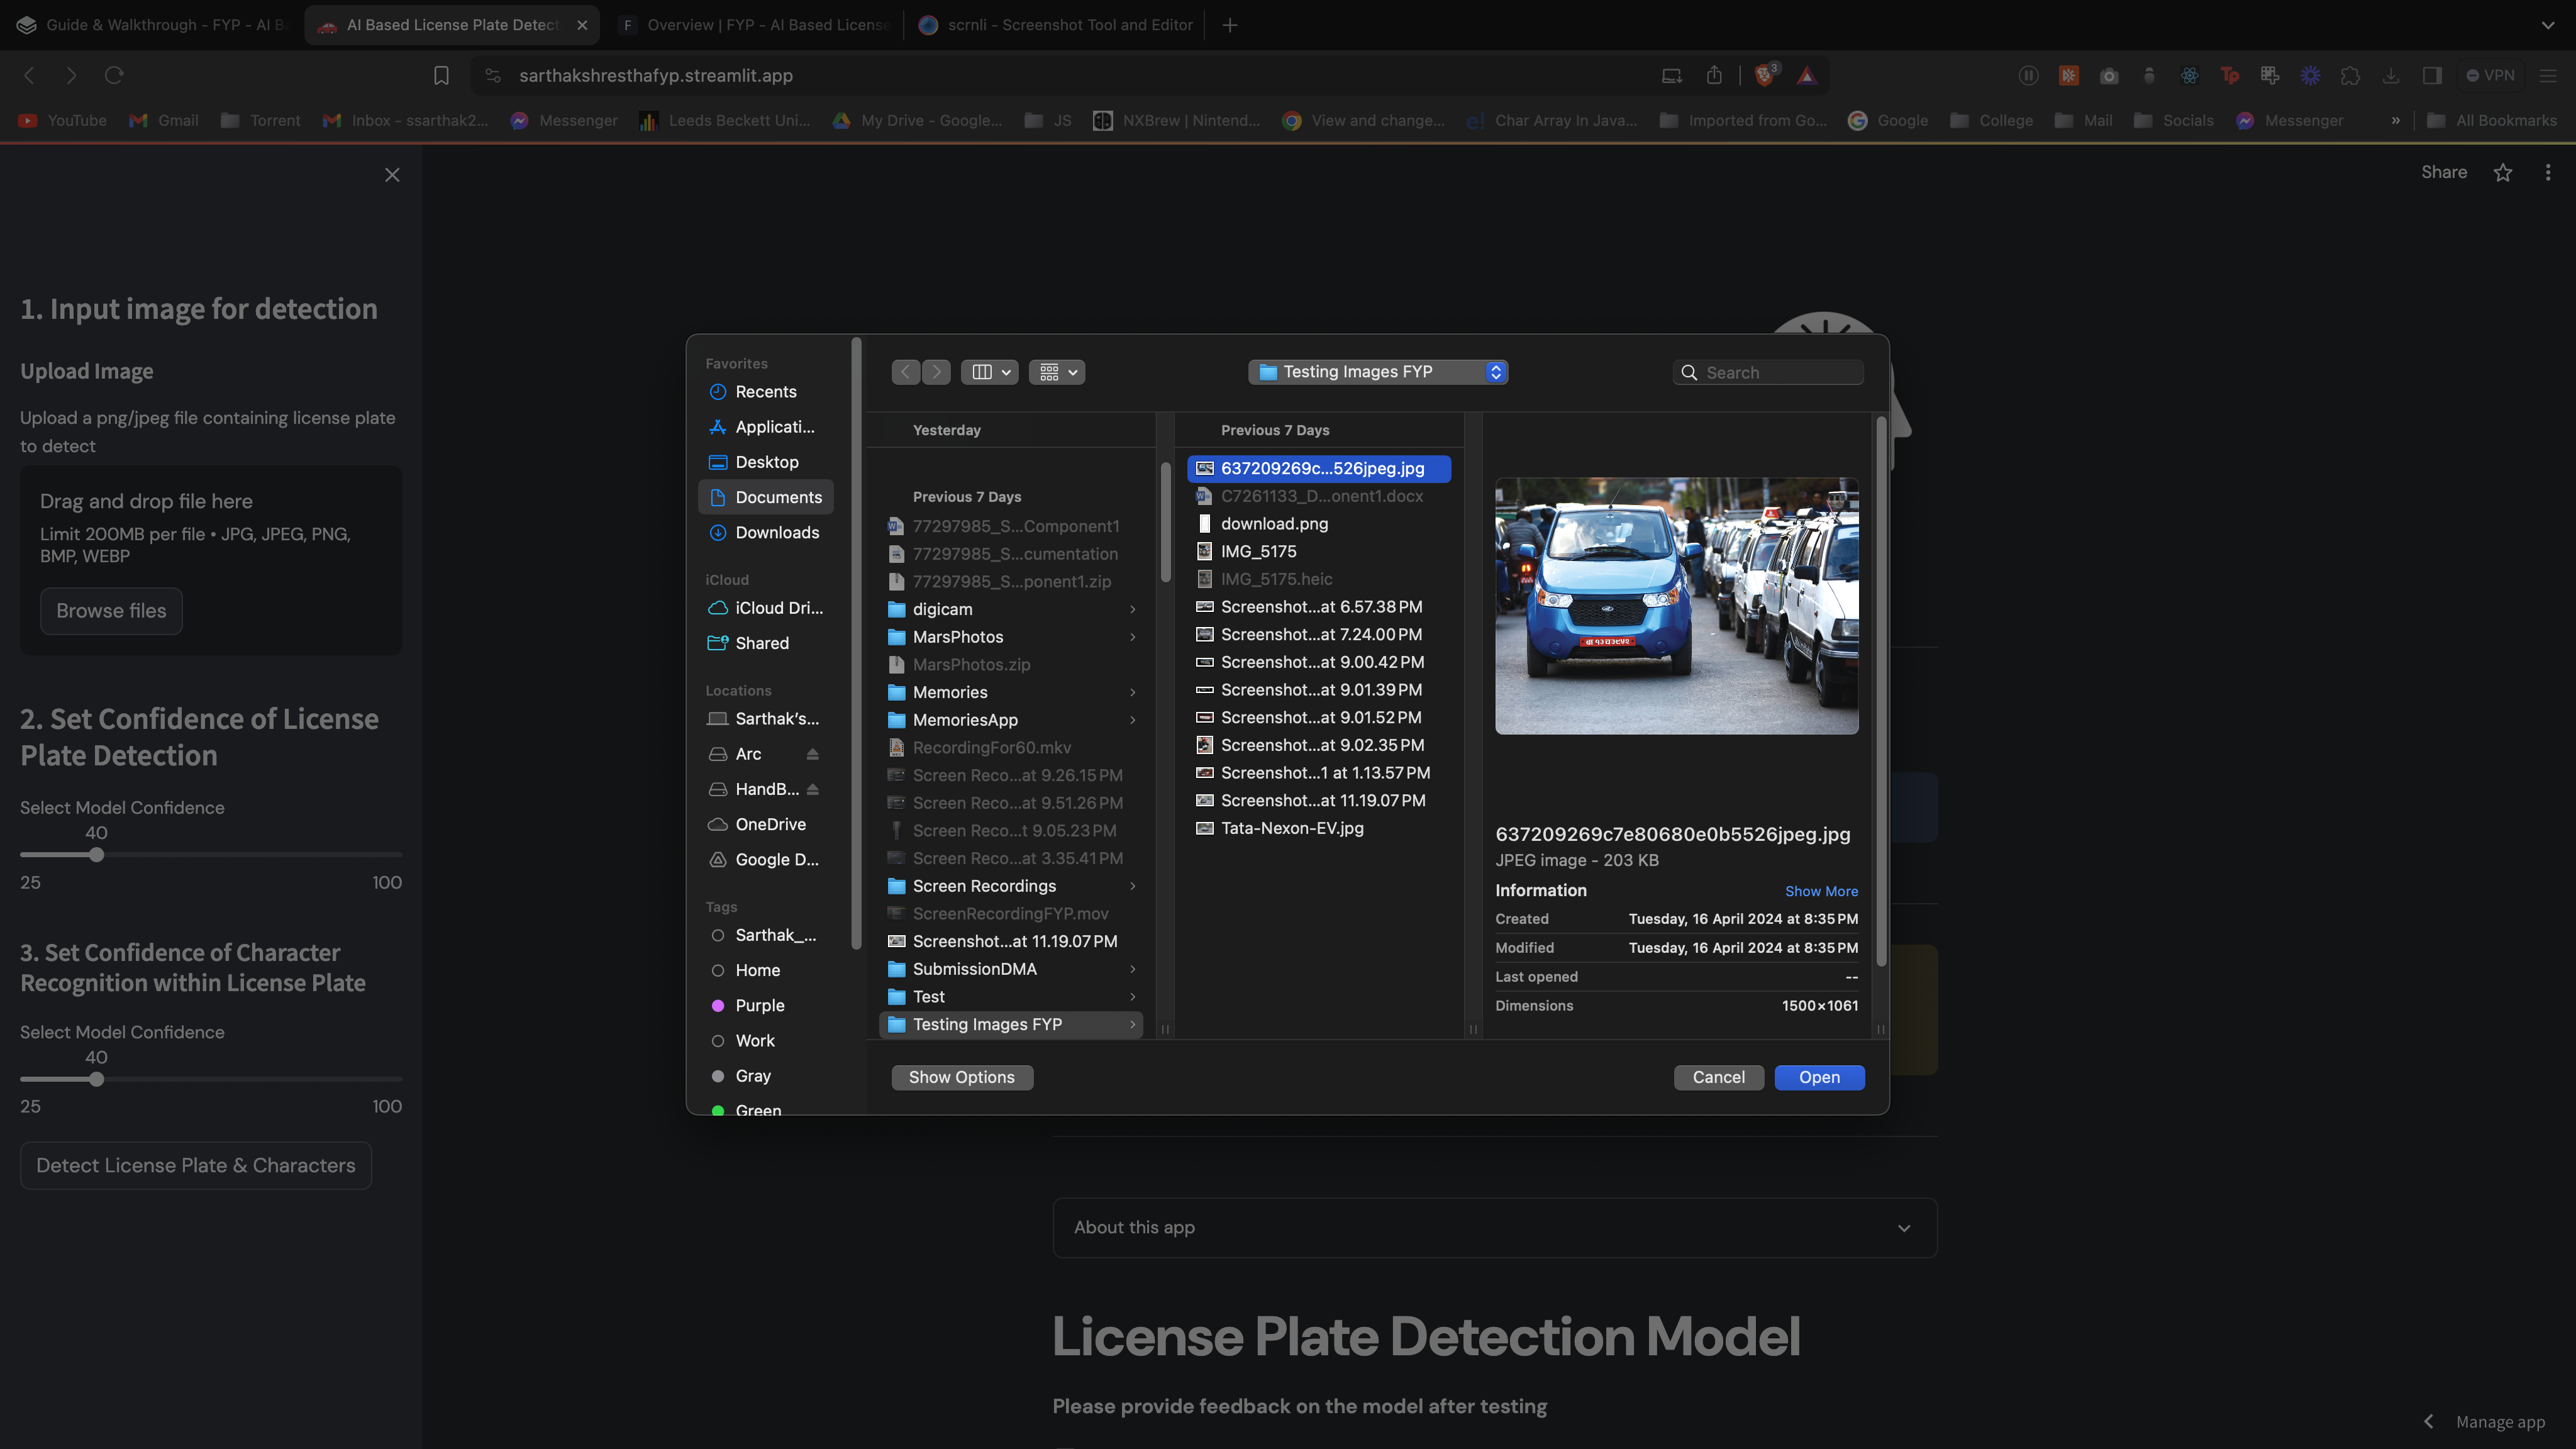 Guide & Walkthrough - FYP - AI B
AI Based License Plate Detect
F
Overview | FYP - AI Based License
scrnli - Screenshot Tool and Editor
sarthakshresthafyp.streamlit.app
3
Tp
VPN
YouTube
Gmail
Torrent
Inbox - ssarthak2...
Messenger
Leeds Beckett Uni...
My Drive - Google...
JS
NXBrew | Nintend...
View and change...
Char Array In Java...
Imported from Go...
Google
College
Mail
Socials
Messenger
»
All Bookmarks
Share
1. Input image for detection
Upload Image
Upload a png/jpeg file containing license plate
to detect
Drag and drop file here
Limit 200MB per file • JPG, JPEG, PNG,
BMP, WEBP
Browse files
2. Set Confidence of License
Plate Detection
Select Model Confidence
40
25
100
3. Set Confidence of Character
Recognition within License Plate
Select Model Confidence
40
25
100
Detect License Plate & Characters
Favorites
Recents
Applicati...
Desktop
Documents
Downloads
iCloud
iCloud Dri...
Shared
Locations
Sarthak's...
Arc
HandB...
OneDrive
Google D...
Tags
Sarthak_...
Home
Purple
Work
Gray
Green
Testing Images FYP
Search
Yesterday
Previous 7 Days
77297985_S...Component1
77297985_S...cumentation
77297985_S...ponent1.zip
digicam
MarsPhotos
MarsPhotos.zip
Memories
MemoriesApp
RecordingFor60.mkv
Screen Reco...at 9.26.15 PM
Screen Reco...at 9.51.26 PM
Screen Reco...t 9.05.23 PM
Screen Reco...at 3.35.41 PM
Screen Recordings
ScreenRecordingFYP.mov
Screenshot...at 11.19.07 PM
SubmissionDMA
Test
Testing Images FYP
Previous 7 Days
637209269c...526jpeg.jpg
C7261133_D...onent1.docx
download.png
IMG_5175
IMG_5175.heic
Screenshot...at 6.57.38 PM
Screenshot...at 7.24.00 PM
Screenshot...at 9.00.42 PM
Screenshot...at 9.01.39 PM
Screenshot...at 9.01.52 PM
Screenshot...at 9.02.35 PM
Screenshot...1 at 1.13.57 PM
Screenshot...at 11.19.07 PM
Tata-Nexon-EV.jpg
637209269c7e80680e0b5526jpeg.jpg
JPEG image - 203 KB
Information
Show More
Created
Tuesday, 16 April 2024 at 8:35 PM
Modified
Tuesday, 16 April 2024 at 8:35 PM
Last opened
--
Dimensions
1500×1061
Show Options
Cancel
Open
About this app
License Plate Detection Model
Please provide feedback on the model after testing
Manage app